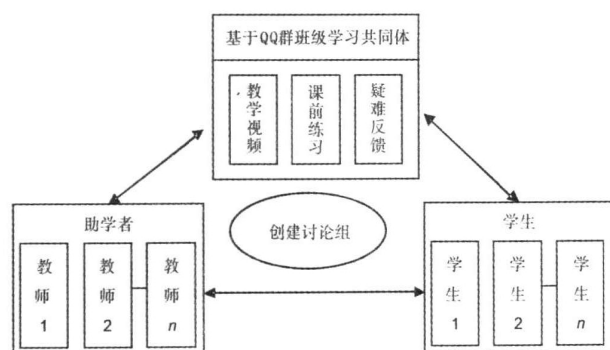 基于QQ群班级学习共同体
教学视频
课前练习
疑难反馈
创建讨论组
助学者
教师1
教师2
教师n
学生
学生1
学生2
学生n